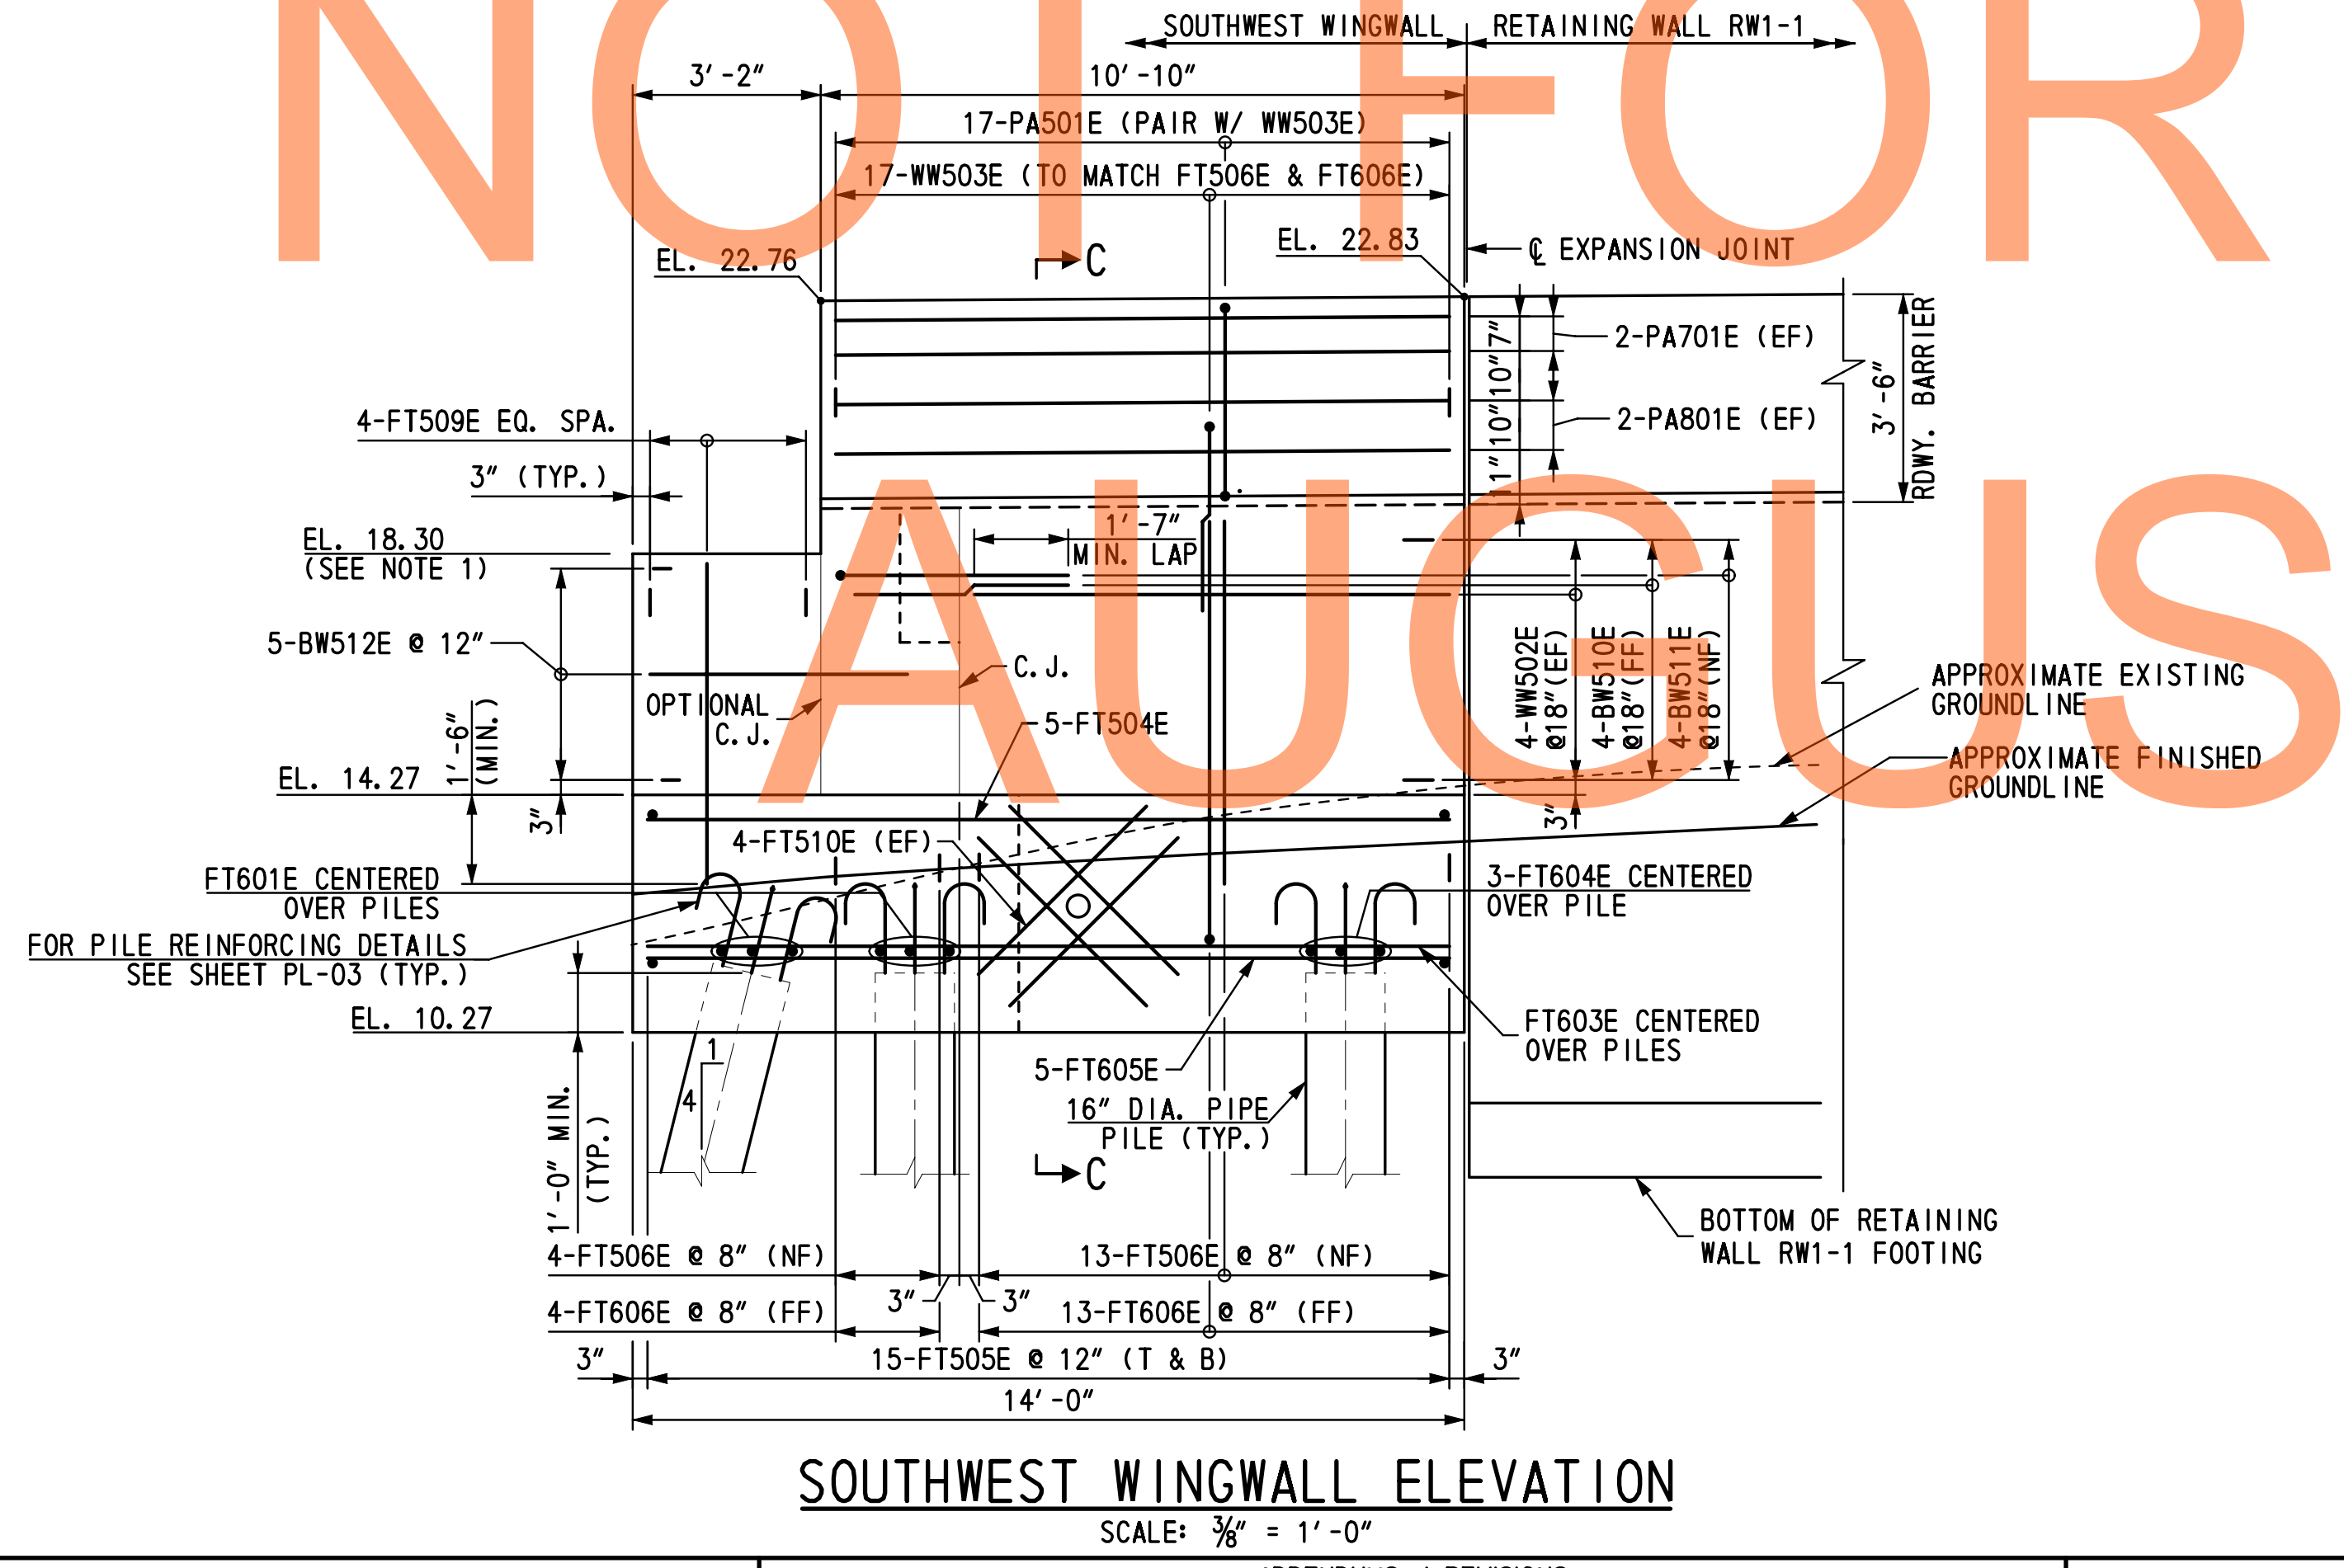 NOT FOR
SOUTHWEST WINGWALL
RETAINING WALL RW1-1
3'-2"
10'-10"
17-PA501E (PAIR W/ WW503E)
17-WW503E (TO MATCH FT506E & FT606E)
EL. 22.76
C
EL. 22.83
℄ EXPANSION JOINT
7"
10"
10"
1"
2-PA701E (EF)
2-PA801E (EF)
3'-6"
RDWY. BARRIER
4-FT509E EQ. SPA.
3" (TYP.)
AUGUS
EL. 18.30
(SEE NOTE 1)
1'-7"
MIN. LAP
5-BW512E @ 12"
OPTIONAL
C.J.
C.J.
5-FT504E
4-WW502E
@18"(EF)
4-BW510E
@18"(FF)
4-BW511E
@18"(NF)
APPROXIMATE EXISTING
GROUNDLINE
APPROXIMATE FINISHED
GROUNDLINE
1'-6"
(MIN.)
EL. 14.27
3"
3"
4-FT510E (EF)
FT601E CENTERED
OVER PILES
3-FT604E CENTERED
OVER PILE
FOR PILE REINFORCING DETAILS
SEE SHEET PL-03 (TYP.)
EL. 10.27
FT603E CENTERED
OVER PILES
1
4
5-FT605E
16" DIA. PIPE
PILE (TYP.)
1'-0" MIN.
(TYP.)
C
BOTTOM OF RETAINING
WALL RW1-1 FOOTING
4-FT506E @ 8" (NF)
13-FT506E @ 8" (NF)
3"
3"
4-FT606E @ 8" (FF)
13-FT606E @ 8" (FF)
3"
15-FT505E @ 12" (T & B)
3"
14'-0"
SOUTHWEST WINGWALL ELEVATION
SCALE: ⅜" = 1'-0"